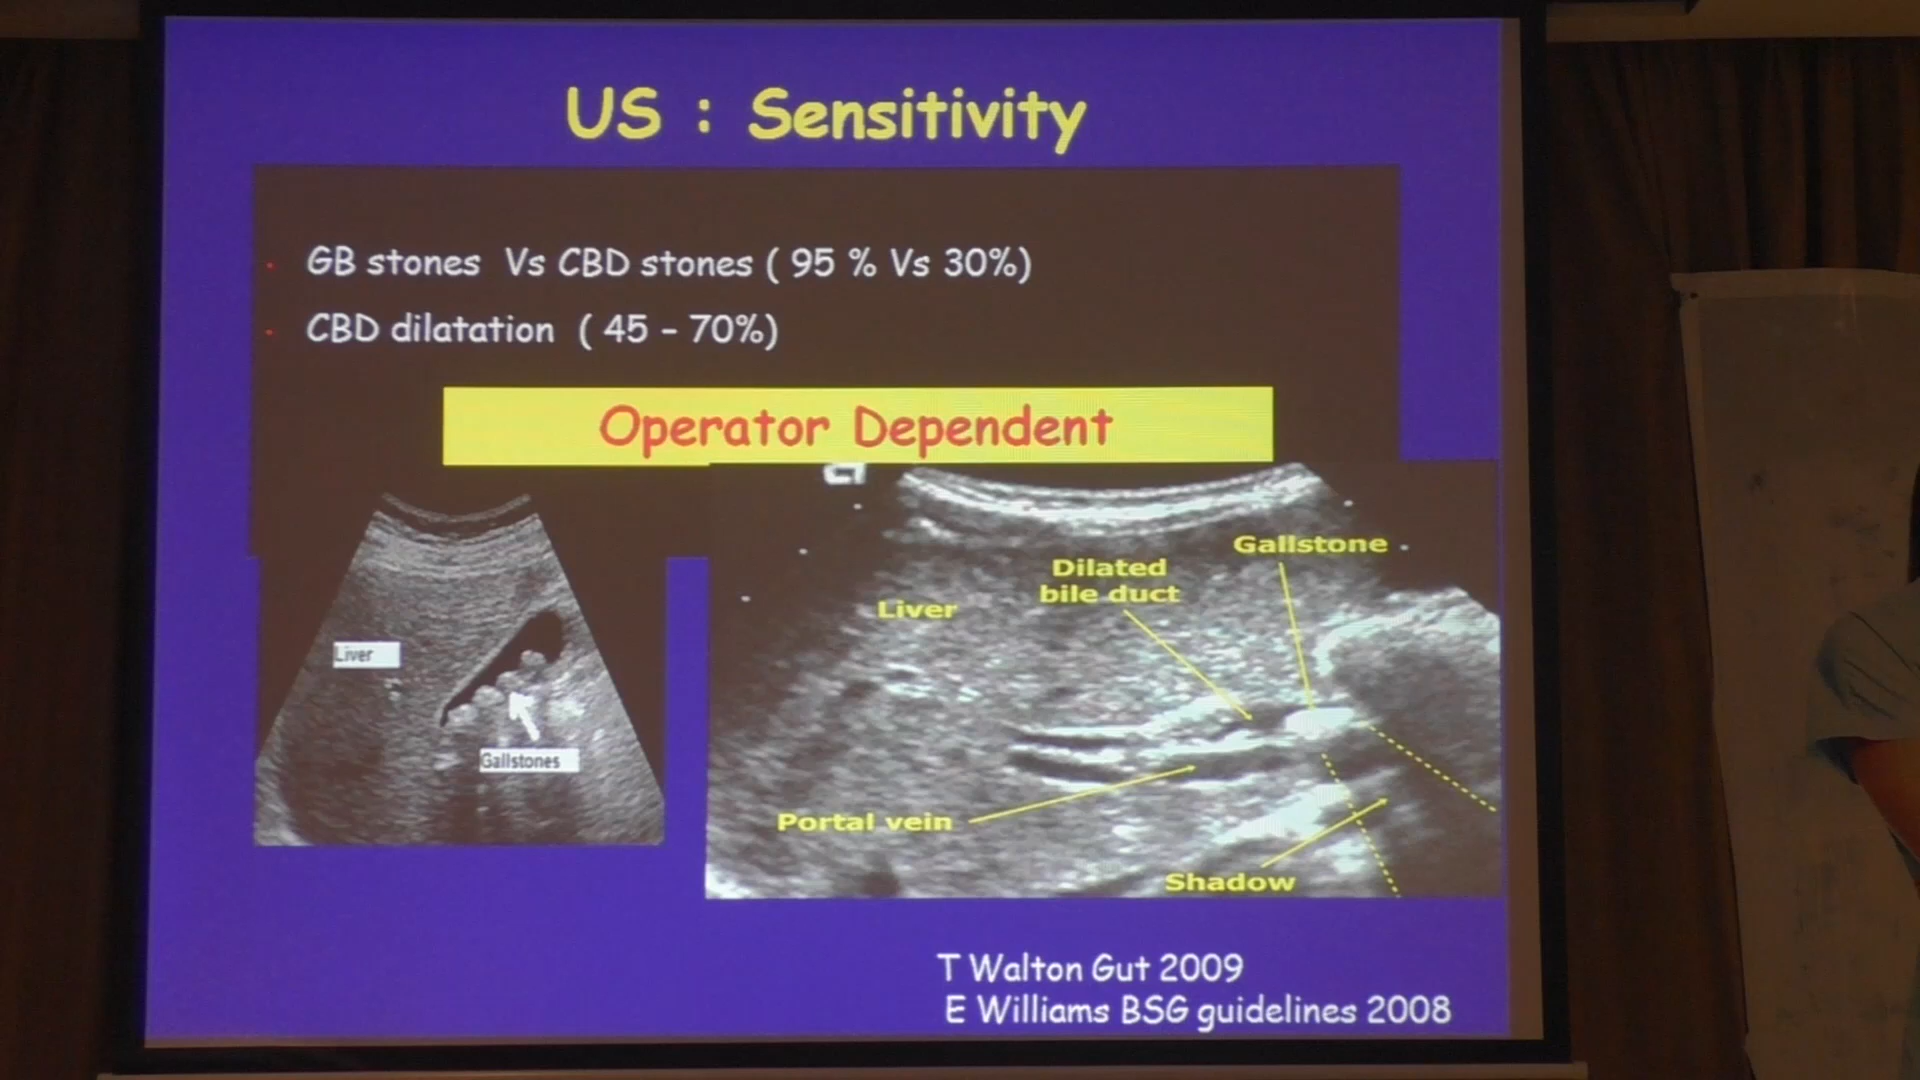 US : Sensitivity
GB stones Vs CBD stones ( 95 % Vs 30%)
CBD dilatation ( 45 - 70%)
Operator Dependent
Liver
Gallstones
Gallstone
Dilated
bile duct
Liver
Portal vein
Shadow
T Walton Gut 2009
E Williams BSG guidelines 2008